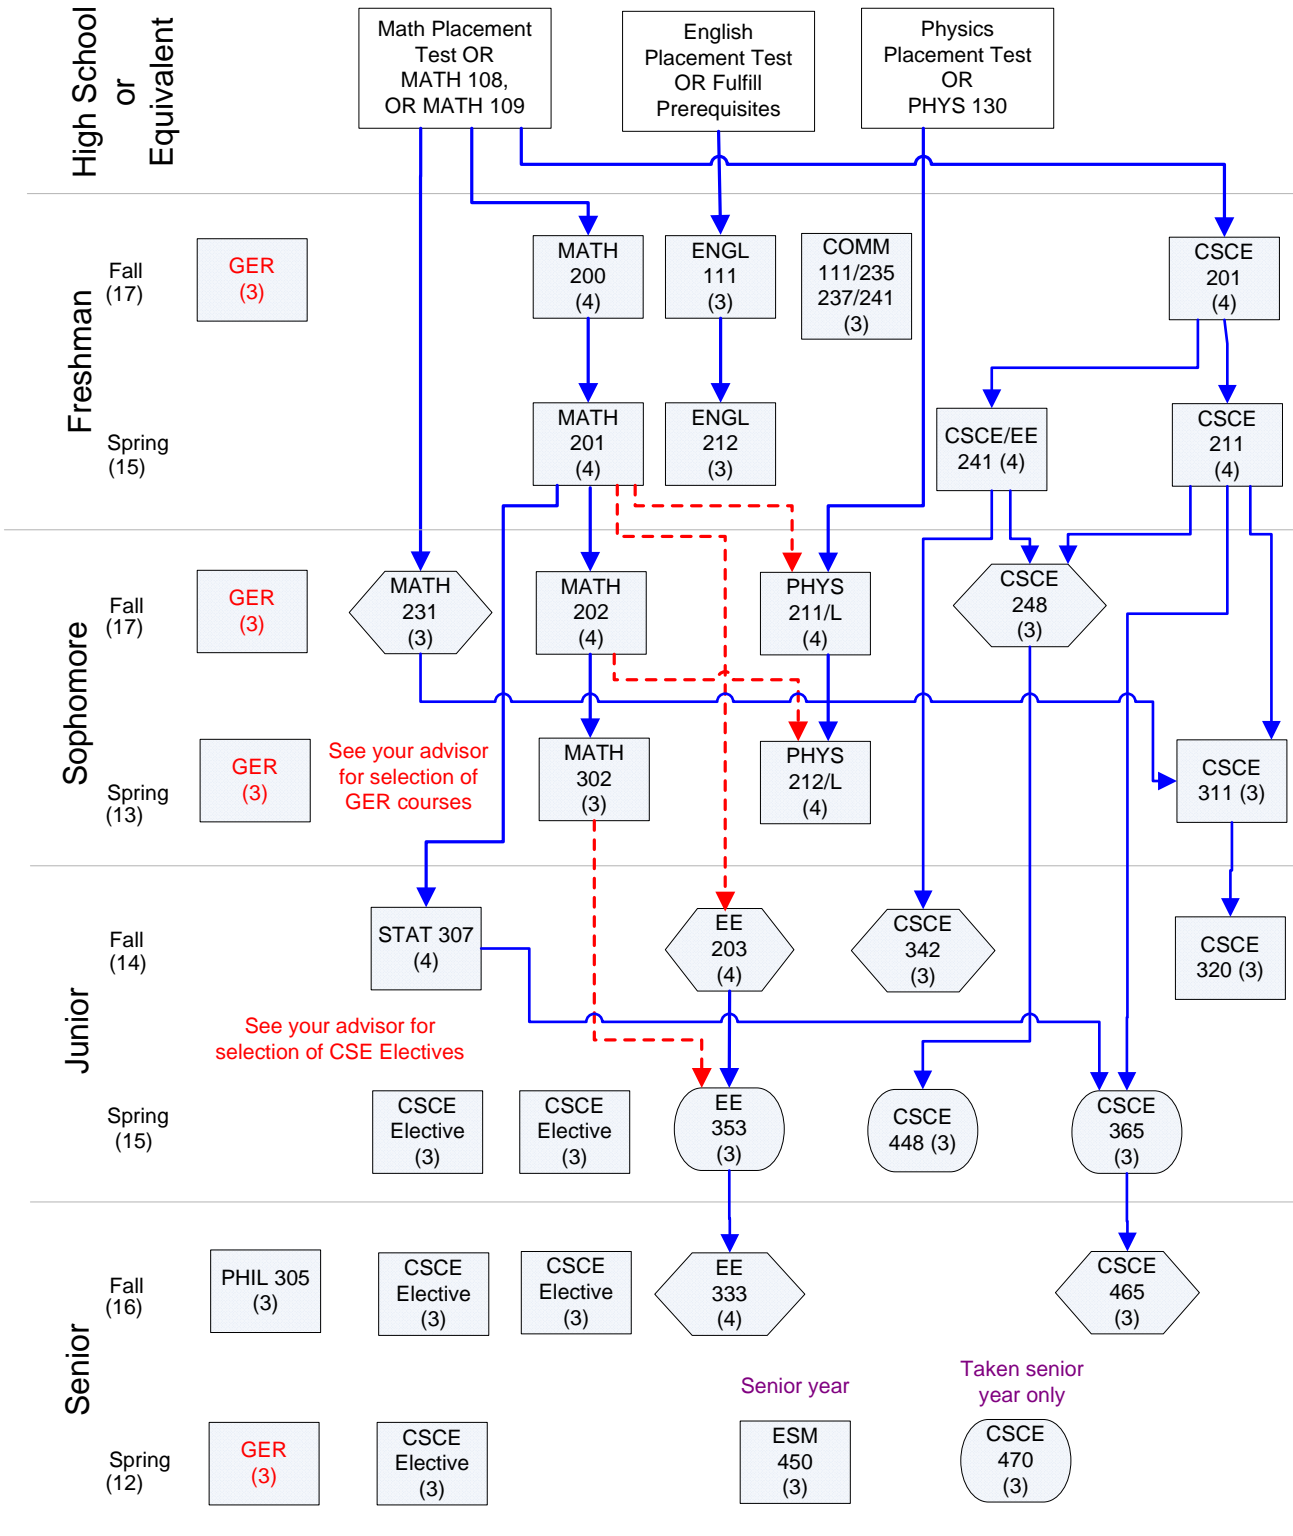 High School
or
Equivalent
Math Placement
Test OR
MATH 108,
OR MATH 109
English
Placement Test
OR Fulfill
Prerequisites
Physics
Placement Test
OR
PHYS 130
Freshman
Fall
(17)
GER
(3)
MATH
200
(4)
ENGL
111
(3)
COMM
111/235
237/241
(3)
CSCE
201
(4)
Spring
(15)
MATH
201
(4)
ENGL
212
(3)
CSCE/EE
241 (4)
CSCE
211
(4)
Sophomore
Fall
(17)
GER
(3)
MATH
231
(3)
MATH
202
(4)
PHYS
211/L
(4)
CSCE
248
(3)
Spring
(13)
GER
(3)
See your advisor
for selection of
GER courses
MATH
302
(3)
PHYS
212/L
(4)
CSCE
311 (3)
Junior
Fall
(14)
STAT 307
(4)
EE
203
(4)
CSCE
342
(3)
CSCE
320 (3)
See your advisor for
selection of CSE Electives
Spring
(15)
CSCE
Elective
(3)
CSCE
Elective
(3)
EE
353
(3)
CSCE
448 (3)
CSCE
365
(3)
Senior
Fall
(16)
PHIL 305
(3)
CSCE
Elective
(3)
CSCE
Elective
(3)
EE
333
(4)
CSCE
465
(3)
Senior year
Taken senior
year only
Spring
(12)
GER
(3)
CSCE
Elective
(3)
ESM
450
(3)
CSCE
470
(3)